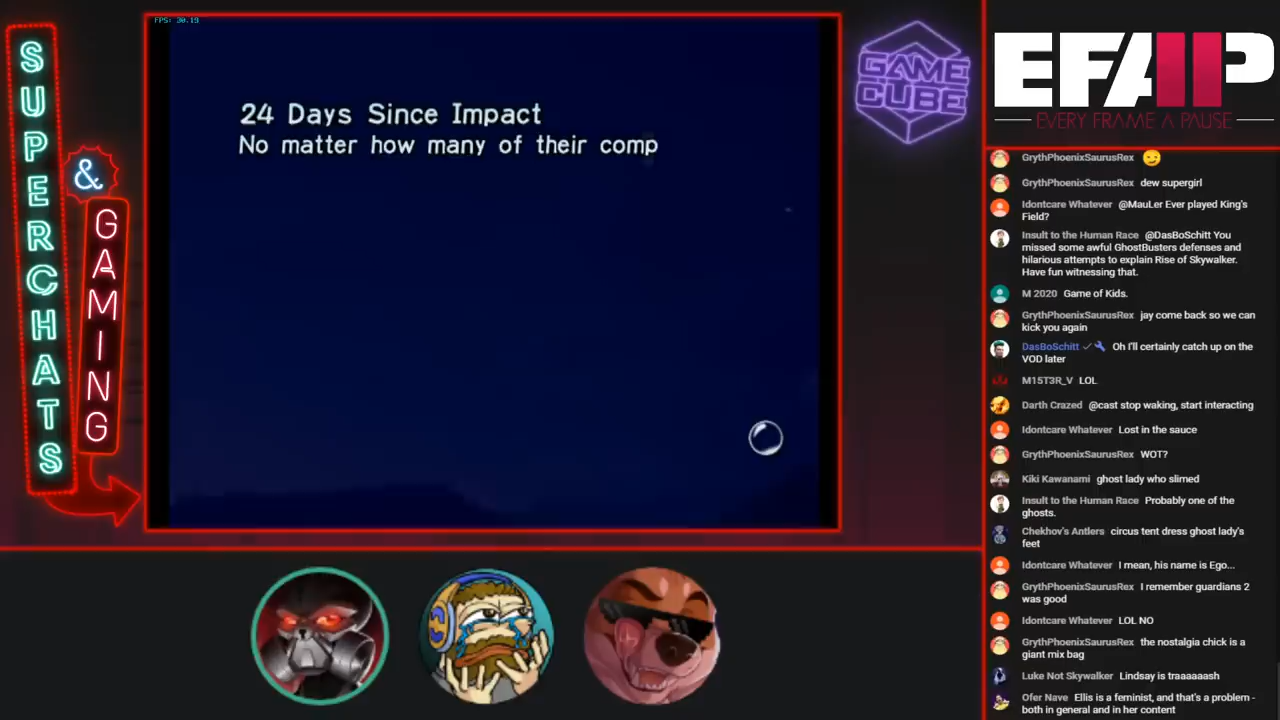 FPS: 30.19
SUPERCHATS
&
GAMING
24 Days Since Impact
No matter how many of their comp
GAME
CUBE
EFAP
EVERY FRAME A PAUSE
GrythPhoenixSaurusRex 😏
GrythPhoenixSaurusRex dew supergirl
Idontcare Whatever @MauLer Ever played King's
Field?
Insult to the Human Race @DasBoSchitt You
missed some awful GhostBusters defenses and
hilarious attempts to explain Rise of Skywalker.
Have fun witnessing that.
M 2020 Game of Kids.
GrythPhoenixSaurusRex jay come back so we can
kick you again
DasBoSchitt Oh I'll certainly catch up on the
VOD later
M15T3R_V LOL
Darth Crazed @cast stop waking, start interacting
Idontcare Whatever Lost in the sauce
GrythPhoenixSaurusRex WOT?
Kiki Kawanami ghost lady who slimed
Insult to the Human Race Probably one of the
ghosts.
Chekhov's Antlers circus tent dress ghost lady's
feet
Idontcare Whatever I mean, his name is Ego...
GrythPhoenixSaurusRex I remember guardians 2
was good
Idontcare Whatever LOL NO
GrythPhoenixSaurusRex the nostalgia chick is a
giant mix bag
Luke Not Skywalker Lindsay is traaaaaash
Ofer Nave Ellis is a feminist, and that's a problem -
both in general and in her content